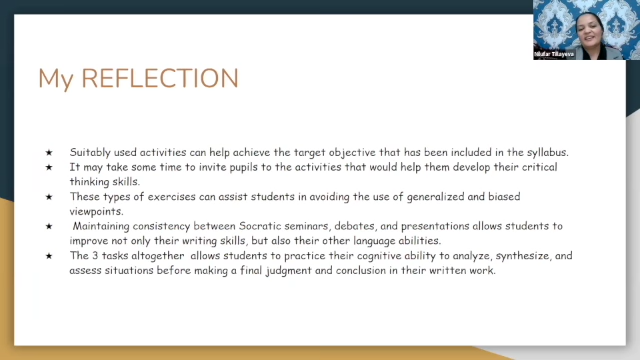 Nilufar Tillayeva
My REFLECTION
★ Suitably used activities can help achieve the target objective that has been included in the syllabus.
★ It may take some time to invite pupils to the activities that would help them develop their critical
thinking skills.
★ These types of exercises can assist students in avoiding the use of generalized and biased
viewpoints.
★ Maintaining consistency between Socratic seminars, debates, and presentations allows students to
improve not only their writing skills, but also their other language abilities.
★ The 3 tasks altogether allows students to practice their cognitive ability to analyze, synthesize, and
assess situations before making a final judgment and conclusion in their written work.